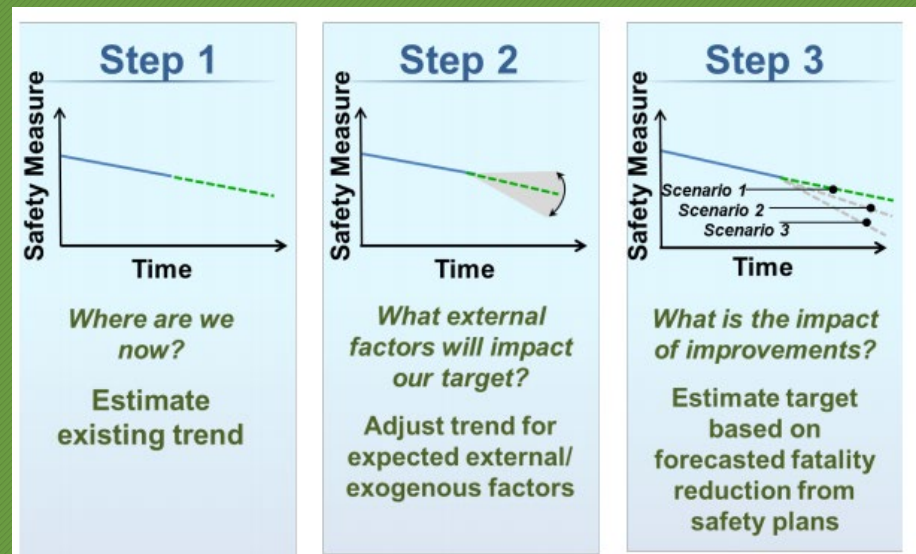 Step 1
Safety Measure
Time
Where are we
now?
Estimate
existing trend
Step 2
Safety Measure
Time
What external
factors will impact
our target?
Adjust trend for
expected external/
exogenous factors
Step 3
Safety Measure
Scenario 1
Scenario 2
Scenario 3
Time
What is the impact
of improvements?
Estimate target
based on
forecasted fatality
reduction from
safety plans